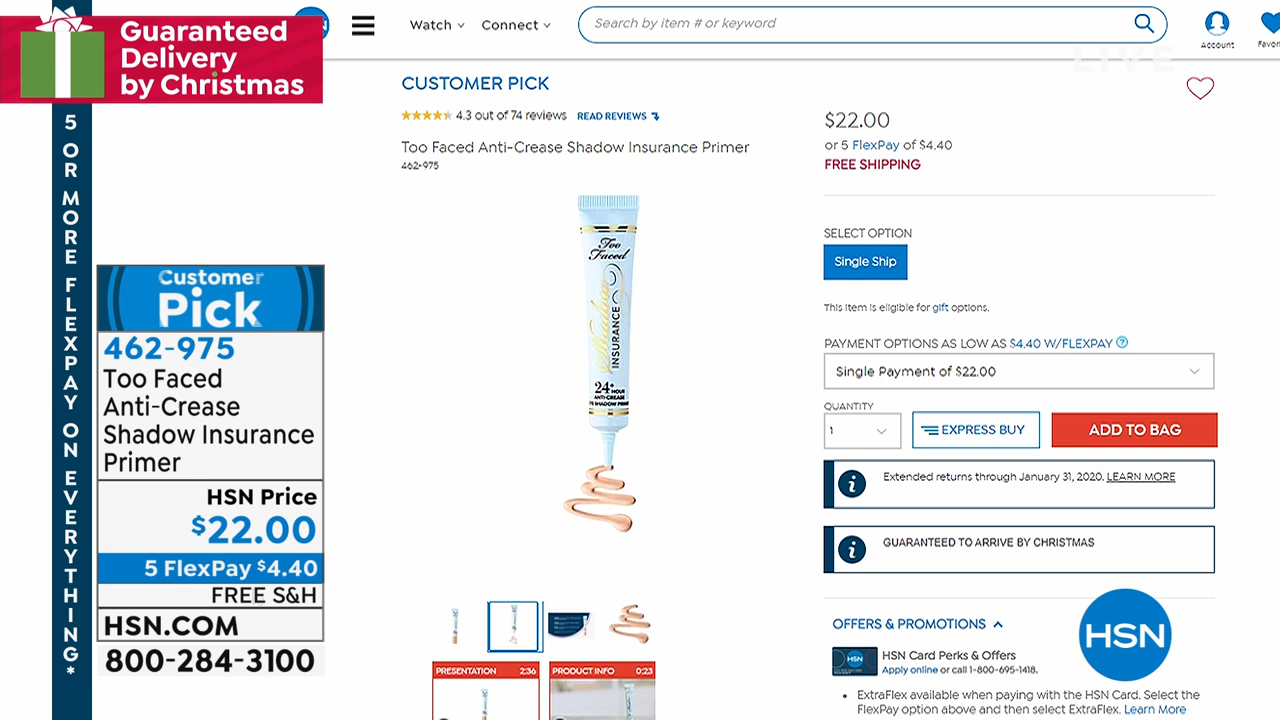 Guaranteed
Delivery
by Christmas
5 OR MORE FLEXPAY ON EVERYTHING*
Customer
Pick
462-975
Too Faced
Anti-Crease
Shadow Insurance
Primer
HSN Price
$22.00
5 FlexPay $4.40
FREE S&H
HSN.COM
800-284-3100
Watch
Connect
Search by item # or keyword
Account
LIVE
CUSTOMER PICK
4.3 out of 74 reviews READ REVIEWS
Too Faced Anti-Crease Shadow Insurance Primer
462-975
Too
Faced
INSURANCE
24+ HOUR
ANTI-CREASE
PRESENTATION 2:36
PRODUCT INFO 0:23
$22.00
or 5 FlexPay of $4.40
FREE SHIPPING
SELECT OPTION
Single Ship
This item is eligible for gift options.
PAYMENT OPTIONS AS LOW AS $4.40 W/FLEXPAY ?
Single Payment of $22.00
QUANTITY
1
EXPRESS BUY
ADD TO BAG
Extended returns through January 31, 2020. LEARN MORE
GUARANTEED TO ARRIVE BY CHRISTMAS
OFFERS & PROMOTIONS
HSN
HSN Card Perks & Offers
Apply online or call 1-800-695-1418.
HSN
• ExtraFlex available when paying with the HSN Card. Select the
FlexPay option above and then select ExtraFlex. Learn More